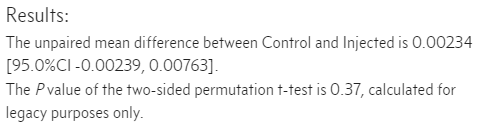 Results:
The unpaired mean difference between Control and Injected is 0.00234
[95.0%CI -0.00239, 0.00763].
The P value of the two-sided permutation t-test is 0.37, calculated for
legacy purposes only.